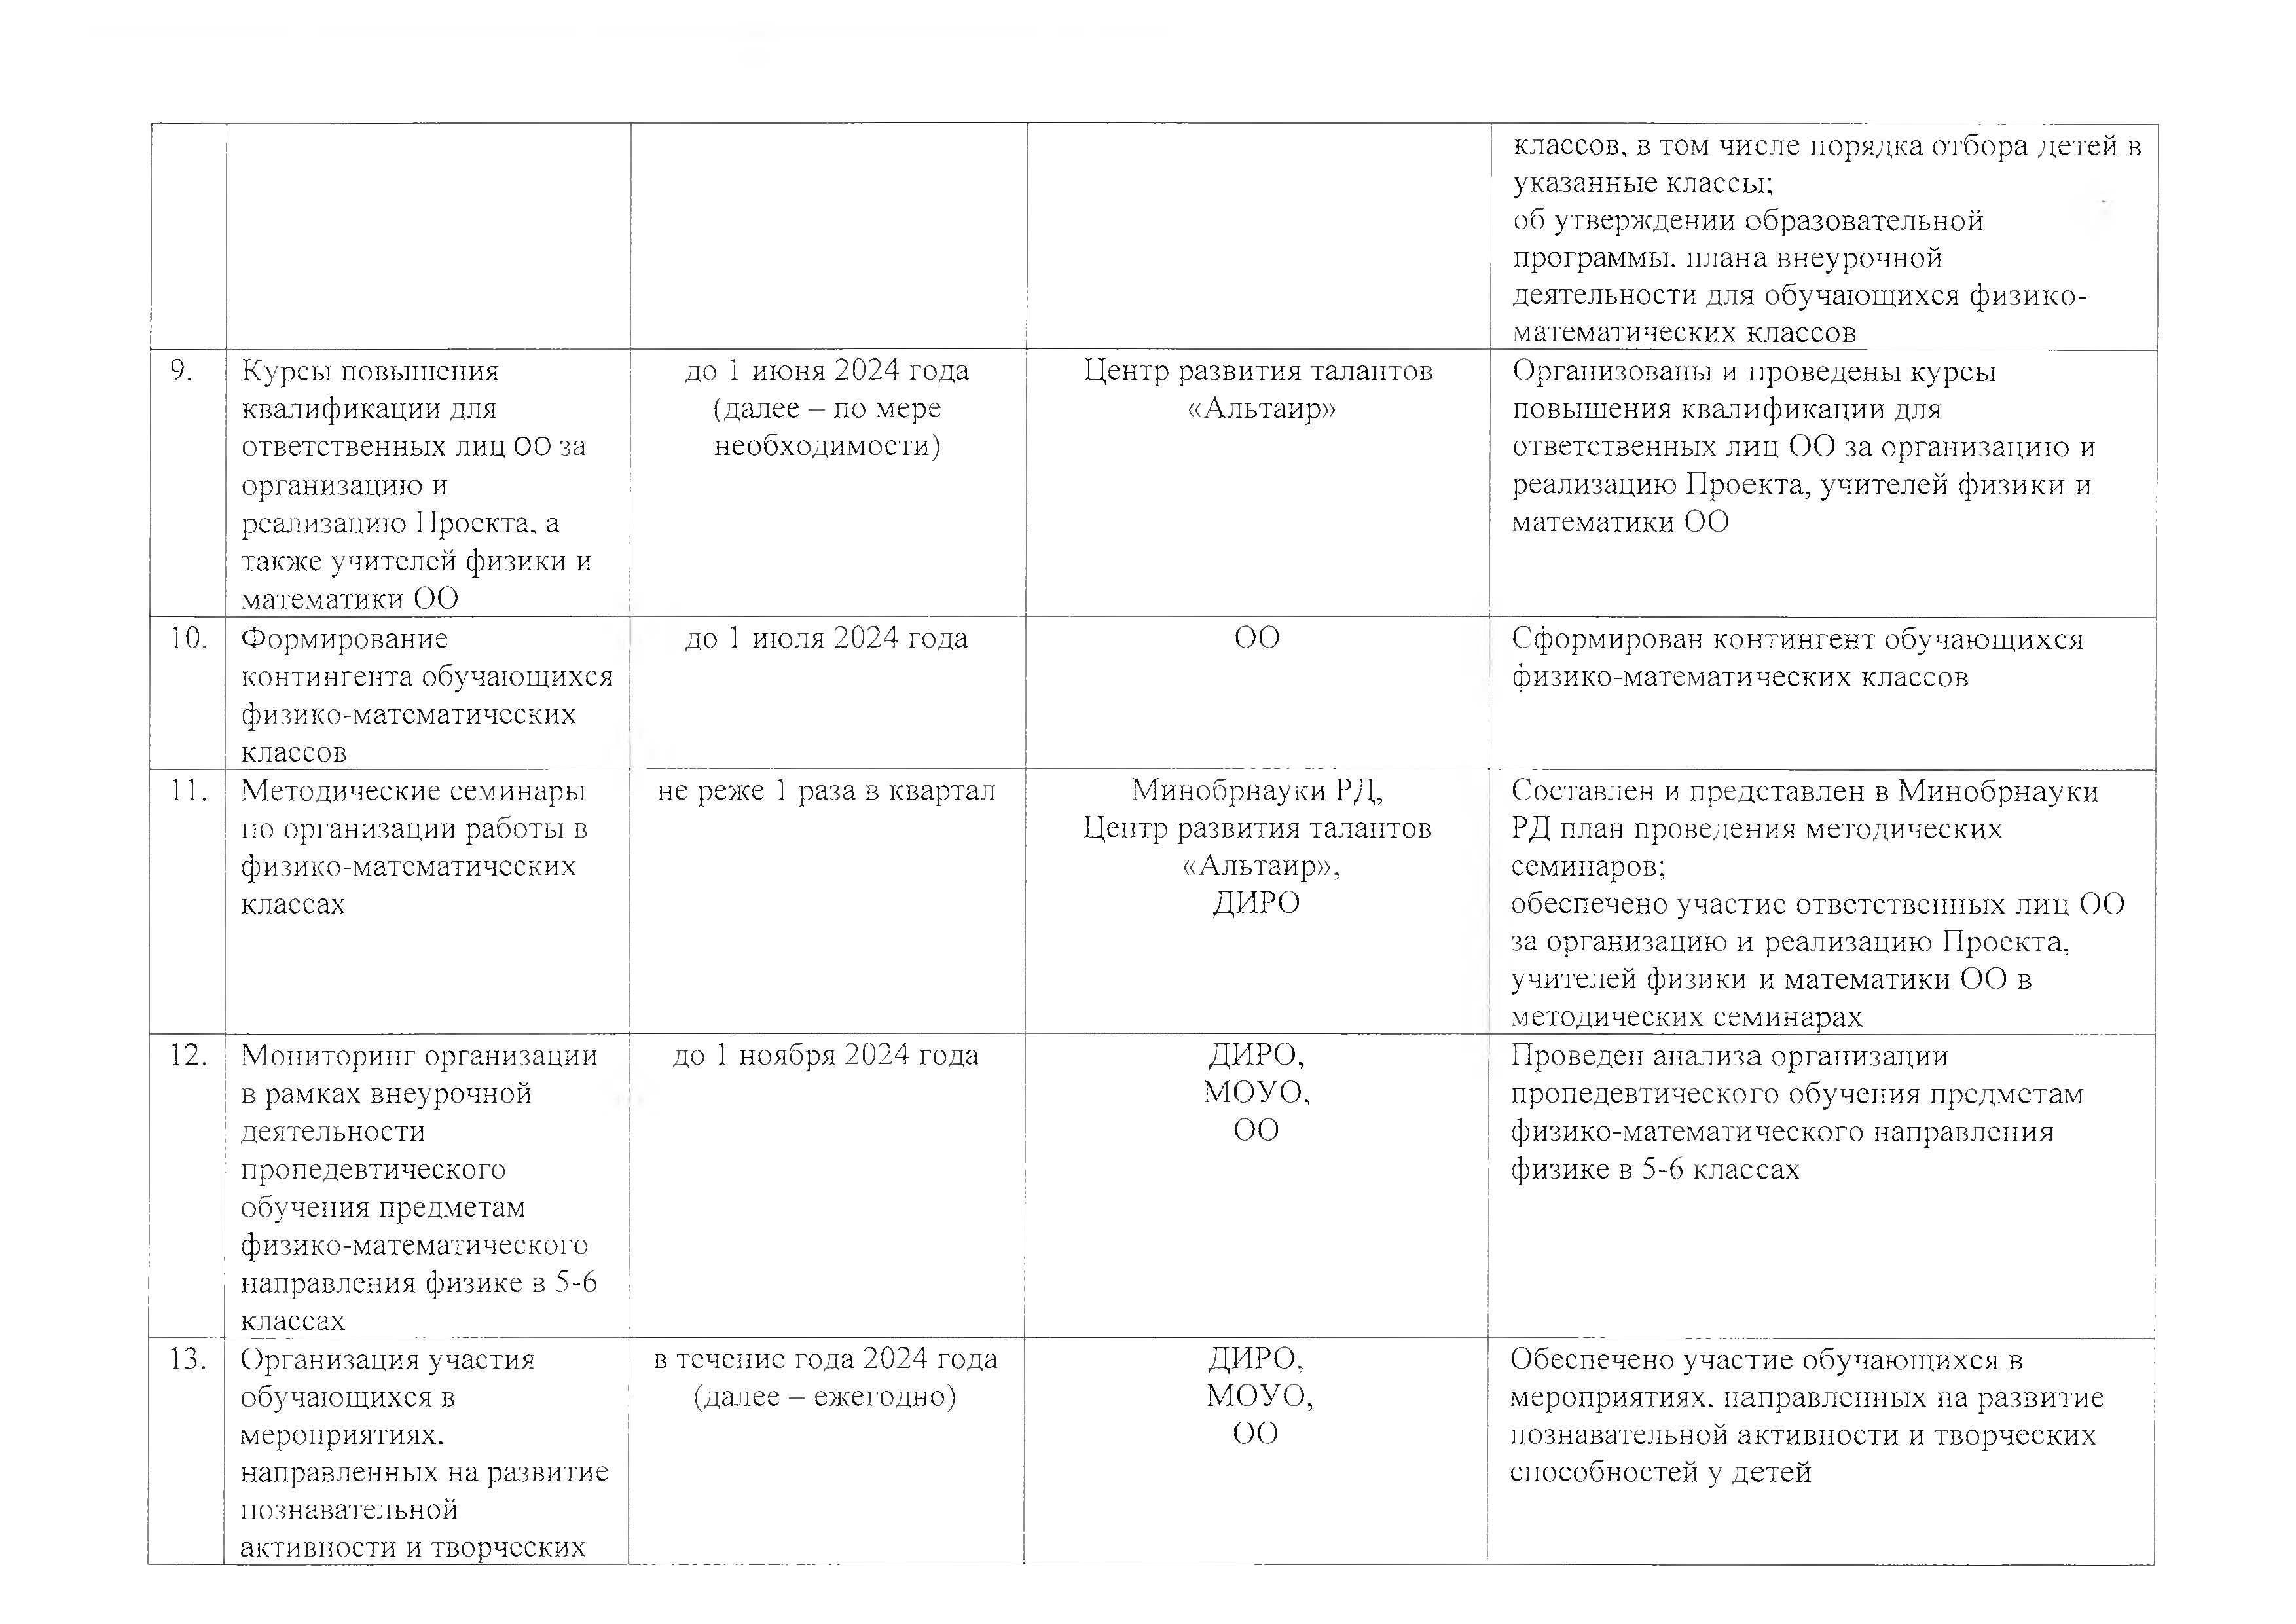 классов, в том числе порядка отбора детей в
указанные классы;
об утверждении образовательной
программы. плана внеурочной
деятельности для обучающихся физико-
математических классов
9.
Курсы повышения
квалификации для
ответственных лиц ОО за
организацию и
реализацию Проекта. а
также учителей физики и
математики ОО
до 1 июня 2024 года
(далее – по мере
необходимости)
Центр развития талантов
«Альтаир»
Организованы и проведены курсы
повышения квалификации для
ответственных лиц ОО за организацию и
реализацию Проекта, учителей физики и
математики ОО
10.
Формирование
контингента обучающихся
физико-математических
классов
до 1 июля 2024 года
ОО
Сформирован контингент обучающихся
физико-математических классов
11.
Методические семинары
по организации работы в
физико-математических
классах
не реже 1 раза в квартал
Минобрнауки РД,
Центр развития талантов
«Альтаир»,
ДИРО
Составлен и представлен в Минобрнауки
РД план проведения методических
семинаров;
обеспечено участие ответственных лиц ОО
за организацию и реализацию Проекта,
учителей физики и математики ОО в
методических семинарах
12.
Мониторинг организации
в рамках внеурочной
деятельности
пропедевтического
обучения предметам
физико-математического
направления физике в 5-6
классах
до 1 ноября 2024 года
ДИРО,
МОУО,
ОО
Проведен анализа организации
пропедевтического обучения предметам
физико-математического направления
физике в 5-6 классах
13.
Организация участия
обучающихся в
мероприятиях.
направленных на развитие
познавательной
активности и творческих
в течение года 2024 года
(далее – ежегодно)
ДИРО,
МОУО,
ОО
Обеспечено участие обучающихся в
мероприятиях. направленных на развитие
познавательной активности и творческих
способностей у детей